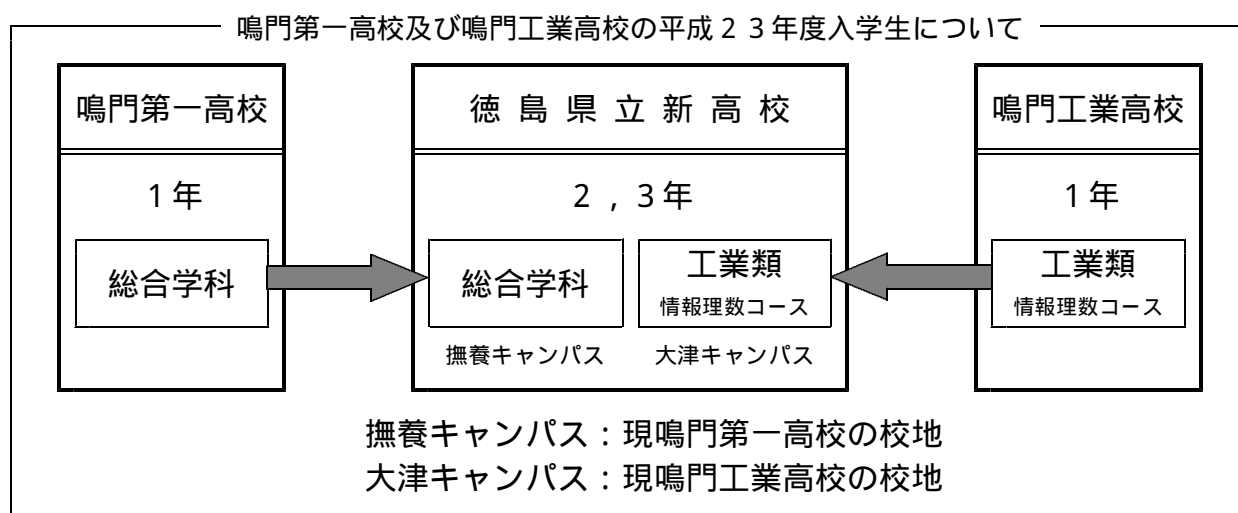 鳴門第一高校及び鳴門工業高校の平成２３年度入学生について
鳴門第一高校
１年
総合学科
徳島県立新高校
２，３年
総合学科
撫養キャンパス
工業類
情報理数コース
大津キャンパス
鳴門工業高校
１年
工業類
情報理数コース
撫養キャンパス：現鳴門第一高校の校地
大津キャンパス：現鳴門工業高校の校地